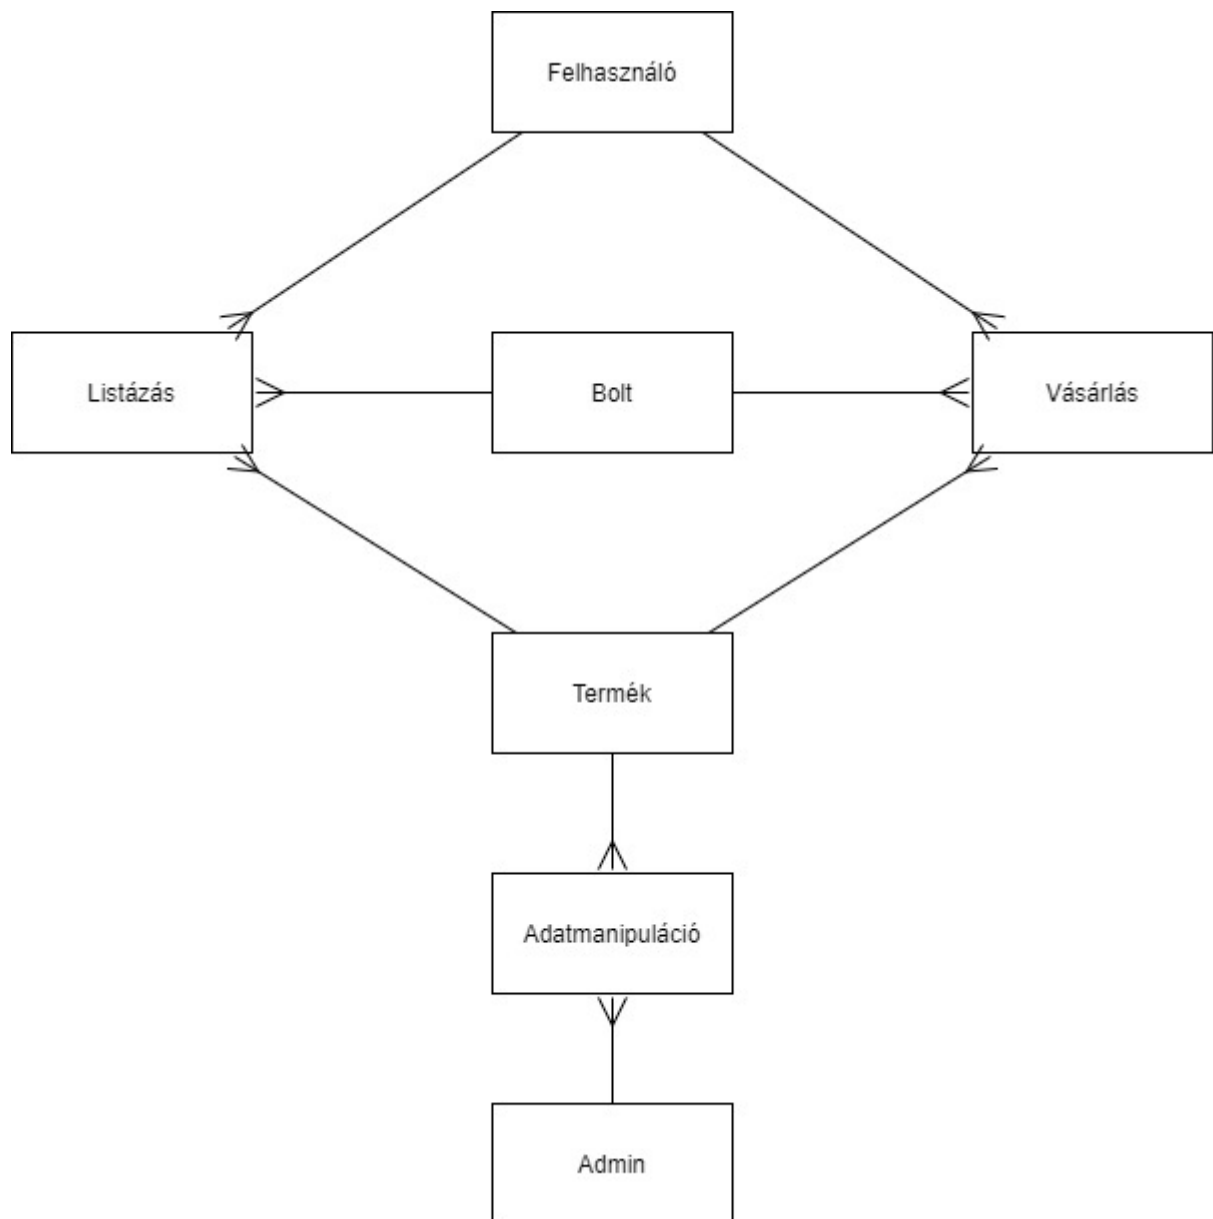 Felhasználó
Listázás
Bolt
Vásárlás
Termék
Adatmanipuláció
Admin